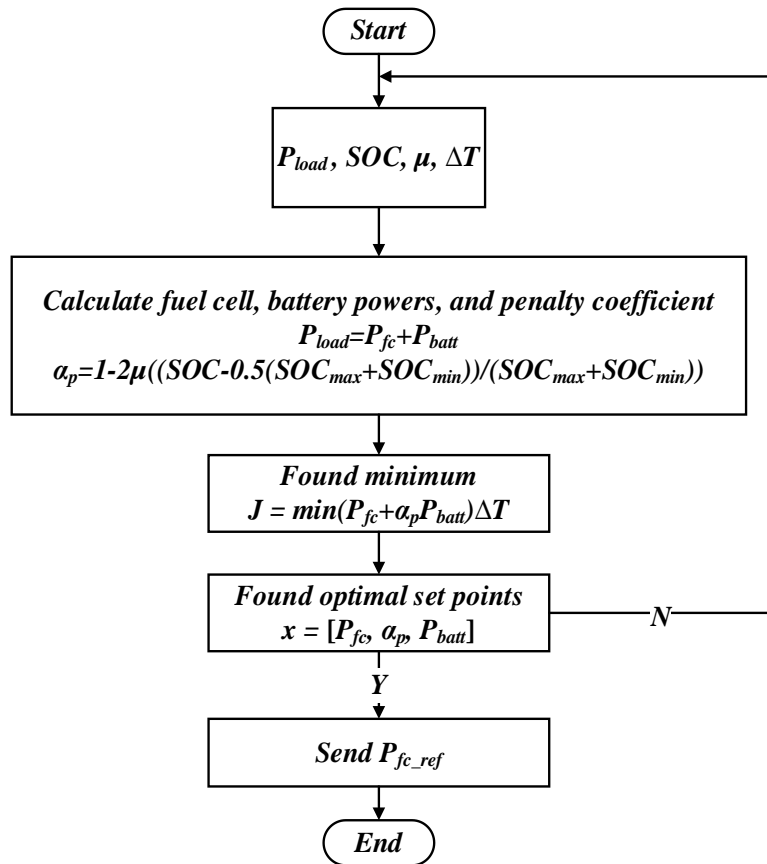 Start
P_load, SOC, μ, ΔT
Calculate fuel cell, battery powers, and penalty coefficient
P_load=P_fc+P_batt
α_p=1-2μ((SOC-0.5(SOC_max+SOC_min))/(SOC_max+SOC_min))
Found minimum
J = min(P_fc+α_pP_batt)ΔT
Found optimal set points
x = [P_fc, α_p, P_batt]
N
Y
Send P_fc_ref
End